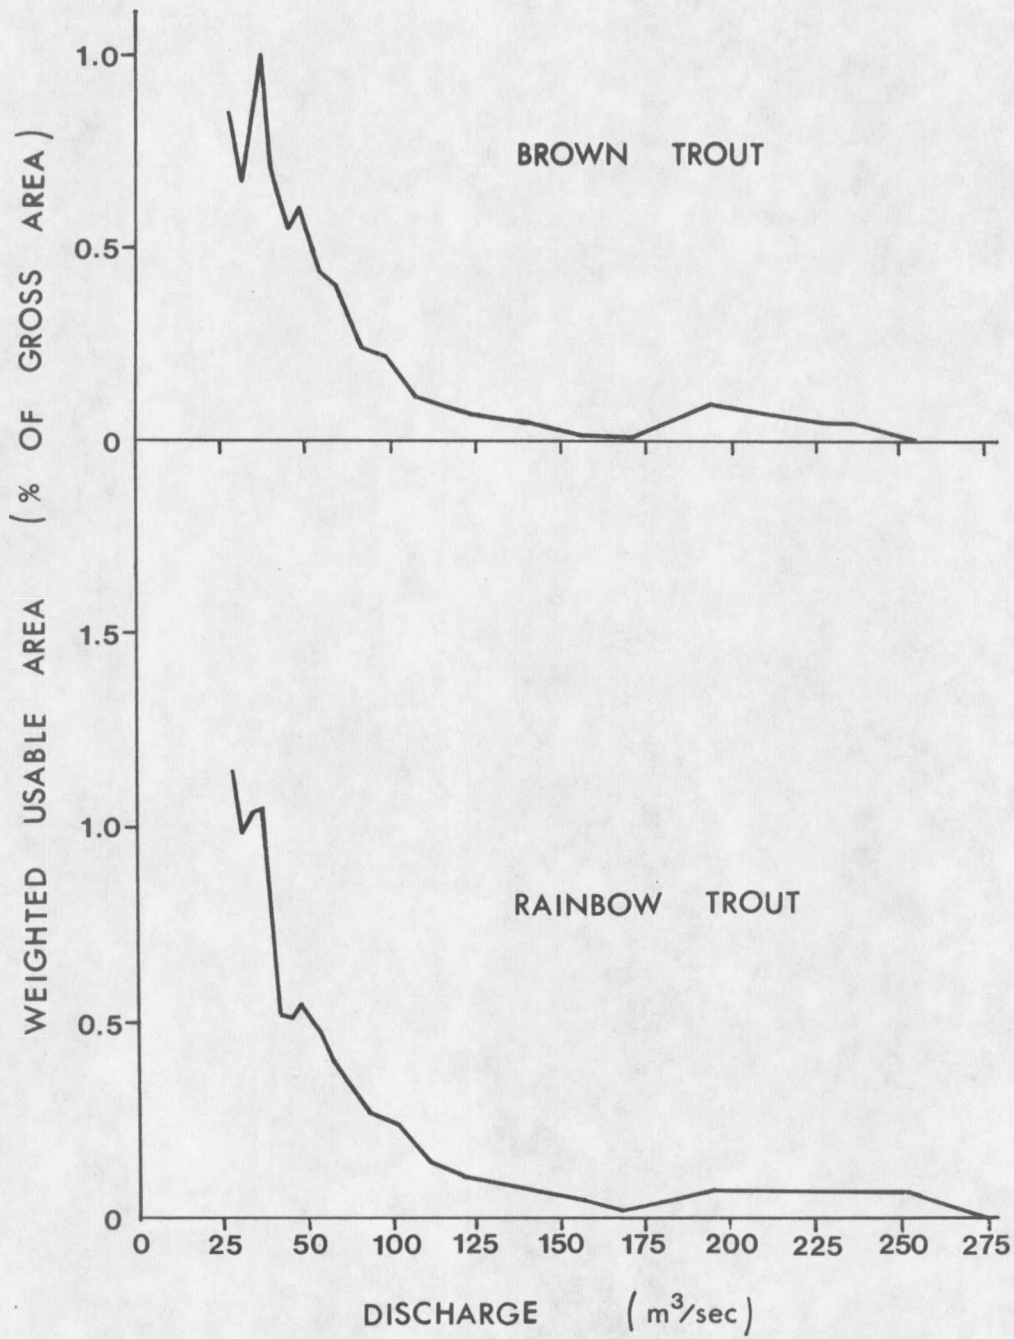 WEIGHTED USABLE AREA (% OF GROSS AREA)
1.0
0.5
0
BROWN TROUT
1.5
1.0
0.5
0
RAINBOW TROUT
0 25 50 100 125 150 175 200 225 250 275
DISCHARGE (m³/sec)